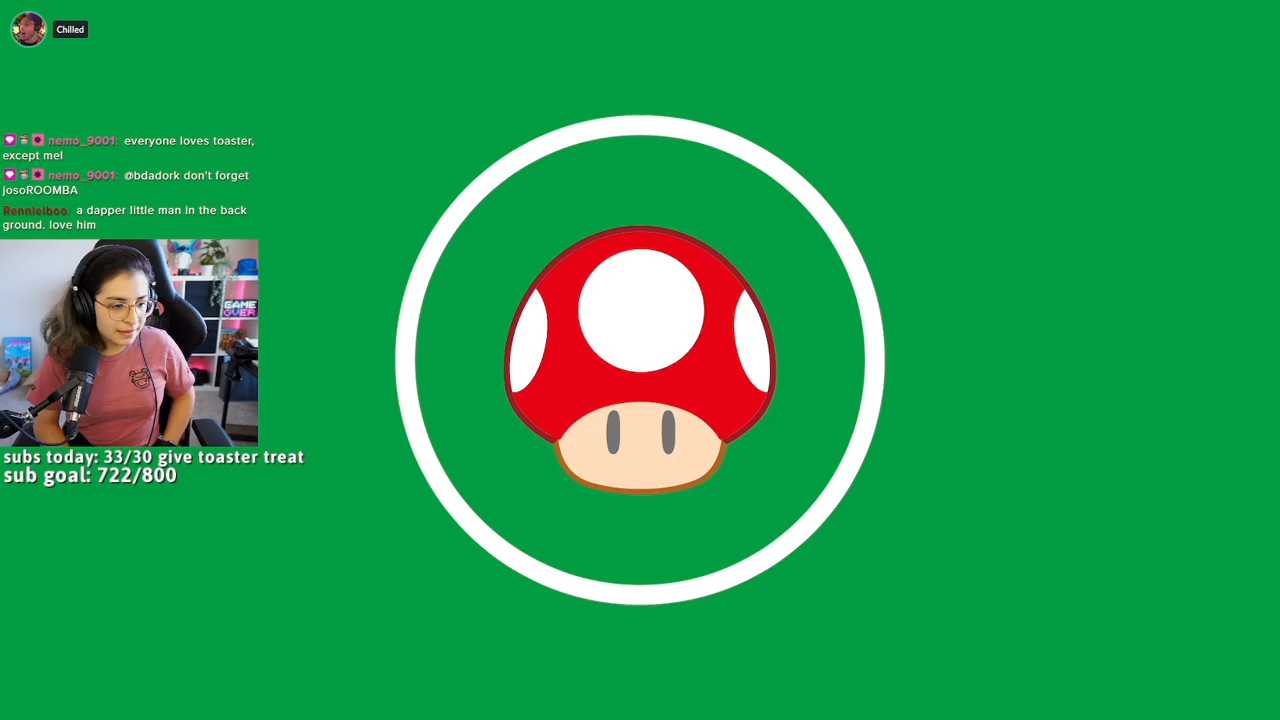 Chilled
nemo_9001: everyone loves toaster,
except mel
nemo_9001: @bdadork don't forget
josoROOMBA
Rennieiboo: a dapper little man in the back
ground. love him
GAME
OVER
subs today: 33/30 give toaster treat
sub goal: 722/800